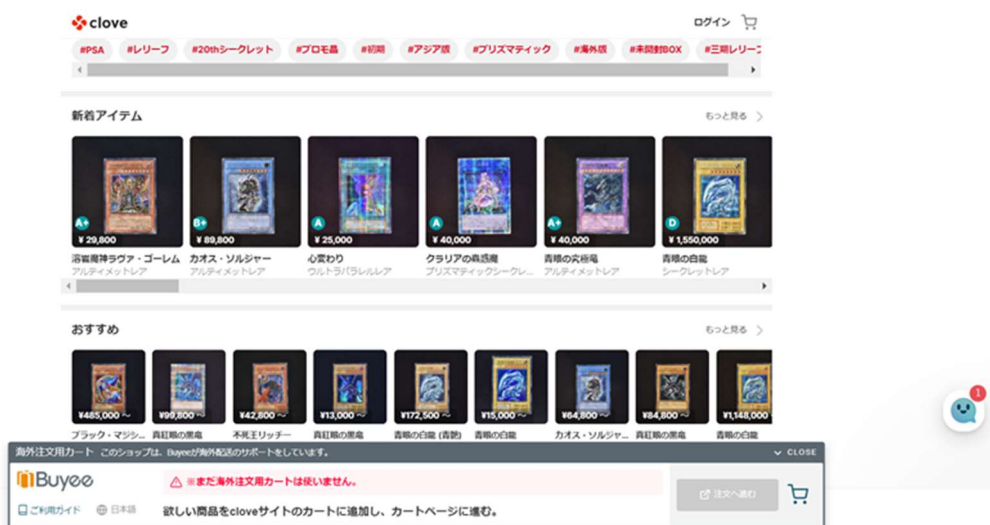 clove
ログイン
#PSA #レリーフ #20thシークレット #プロモ品 #初期 #アジア版 #プリズマティック #海外版 #未開封BOX #三期レリー
新着アイテム もっと見る
A+ B+ A A A+ D
¥ 29,800 ¥ 89,800 ¥ 25,000 ¥ 40,000 ¥ 40,000 ¥ 1,550,000
溶岩魔神ラヴァ・ゴーレム カオス・ソルジャー 心変わり クラリアの蟲惑魔 青眼の究極竜 青眼の白龍
アルティメットレア アルティメットレア ウルトラパラレルレア プリズマティックシークレ... アルティメットレア シークレットレア
おすすめ もっと見る
¥485,000 ～ ¥99,800 ～ ¥42,800 ～ ¥13,000 ～ ¥172,500 ～ ¥15,000 ～ ¥64,800 ～ ¥84,800 ～ ¥1,148,000
ブラック・マジシ... 真紅眼の黒竜 不死王リッチー 真紅眼の黒竜 青眼の白龍 (青艶) 青眼の白龍 カオス・ソルジャ... 真紅眼の黒竜 青眼の白龍
1
海外注文用カート このショップは、Buyeeが海外配送のサポートをしています。 CLOSE
Buyee ※まだ海外注文用カートは使いません。 注文へ進む
ご利用ガイド 日本語 欲しい商品をcloveサイトのカートに追加し、カートページに進む。